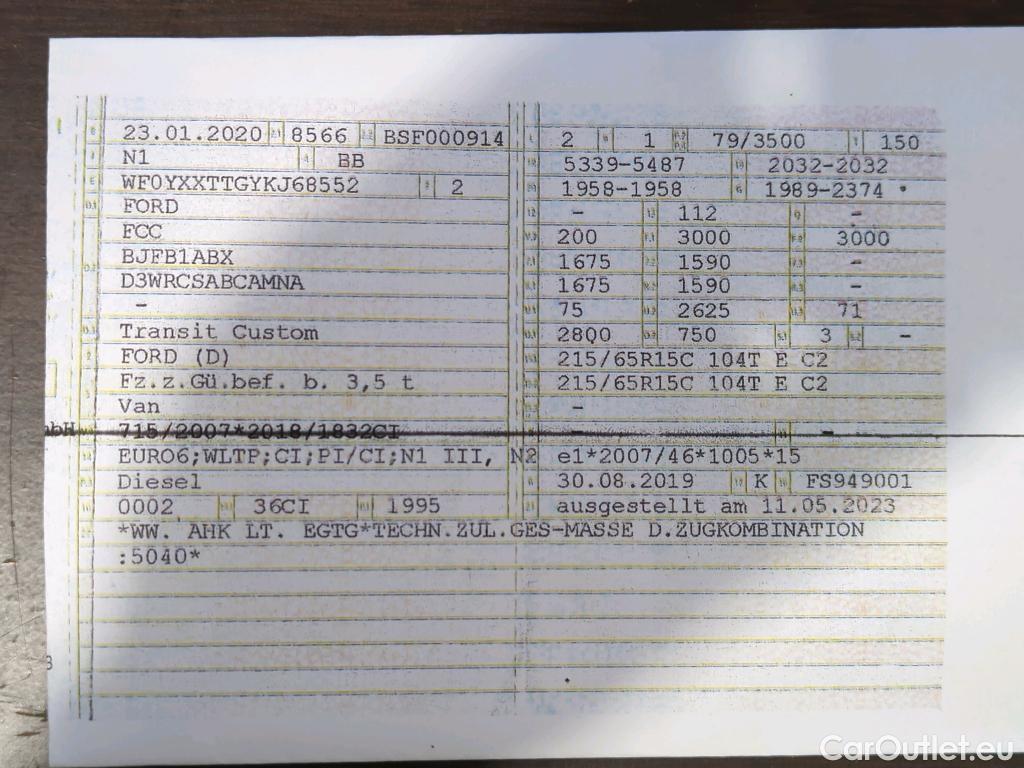 23.01.2020 8566 BSF000914 2 1 79/3500 150
N1 BB 5339-5487 2032-2032
WF0YXXTTGYKJ68552 2 1958-1958 1989-2374
FORD - 112 -
FCC 200 3000 3000
BJFB1ABX 1675 1590 -
D3WRCSABCAMNA 1675 1590 -
- 75 2625 71
Transit Custom 2800 750 3 -
FORD (D) 215/65R15C 104T E C2
Fz.z.Gü.bef. b. 3,5 t 215/65R15C 104T E C2
Van -
bH 715/2007*2018/1832CI - -
EURO6;WLTP;CI;PI/CI;N1 III, N2 e1*2007/46*1005*15
Diesel 30.08.2019 K FS949001
0002 36CI 1995 ausgestellt am 11.05.2023
*WW. AHK LT. EGTG*TECHN.ZUL.GES-MASSE D.ZUGKOMBINATION
:5040*
3
CarOutlet.eu